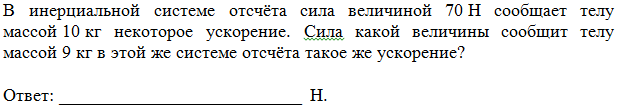 В инерциальной системе отсчёта сила величиной 70 Н сообщает телу
массой 10 кг некоторое ускорение. Сила какой величины сообщит телу
массой 9 кг в этой же системе отсчёта такое же ускорение?
Ответ: ___________________________ Н.